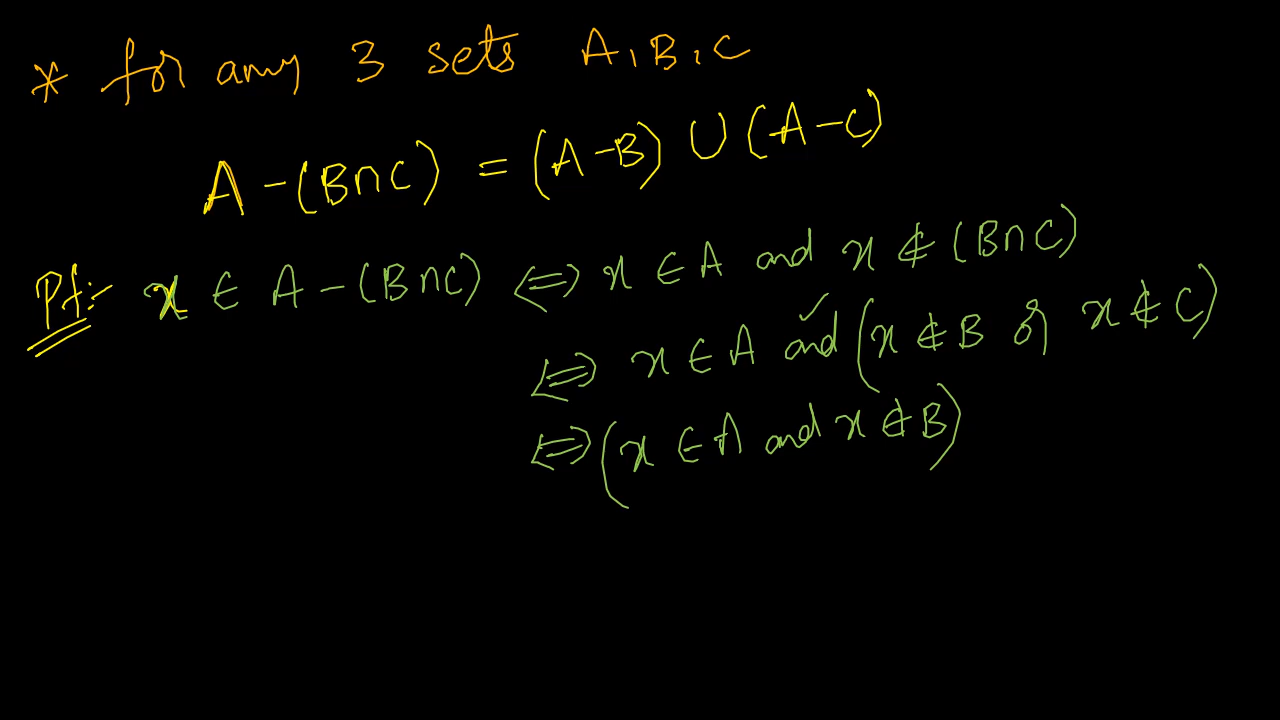 * for any 3 sets A, B, C
A - (B∩C) = (A-B) ∪ (A-C)
Pf:- x ∈ A - (B∩C) ⇔ x ∈ A and x ∉ (B∩C)
⇔ x ∈ A and (x ∉ B or x ∉ C)
⇔ (x ∈ A and x ∉ B)